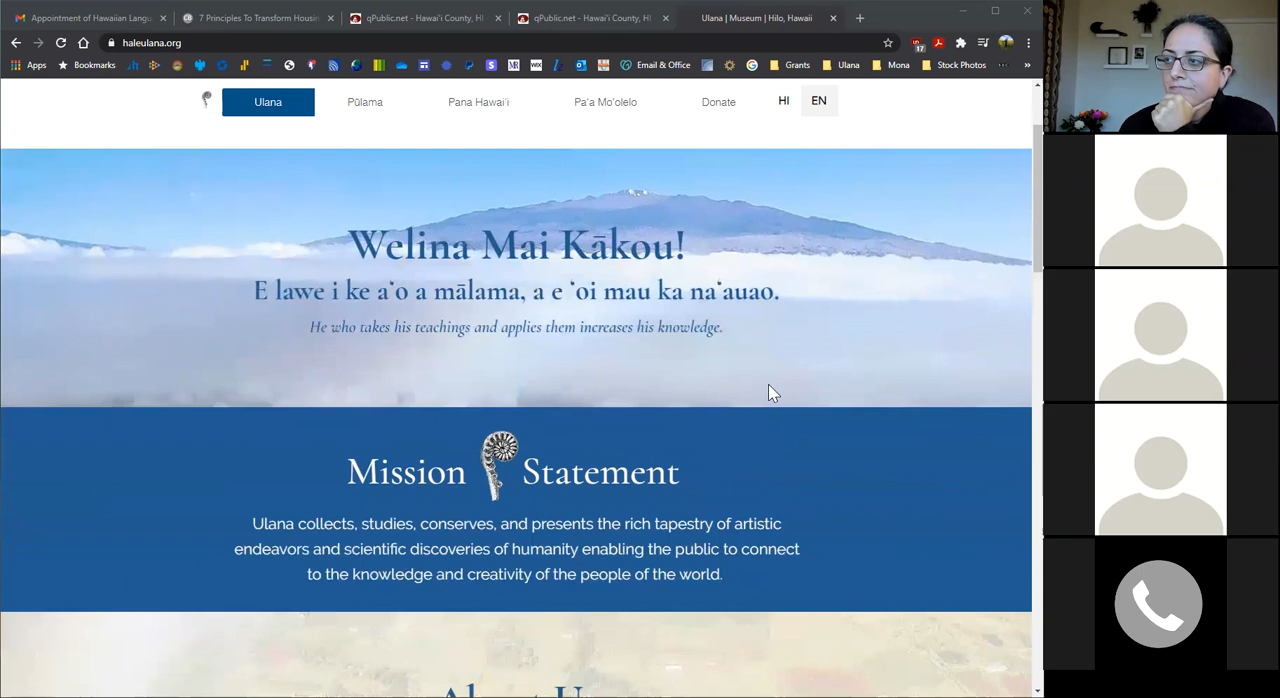 Appointment of Hawaiian Langu
7 Principles To Transform Housin
qPublic.net - Hawai'i County, HI
qPublic.net - Hawai'i County, HI
Ulana | Museum | Hilo, Hawaii
haleulana.org
17
Apps
Bookmarks
WIX
Email & Office
Grants
Ulana
Mona
Stock Photos
Ulana
Pūlama
Pana Hawaiʻi
Paʻa Moʻolelo
Donate
HI
EN
Welina Mai Kākou!
E lawe i ke aʻo a mālama, a e ʻoi mau ka naʻauao.
He who takes his teachings and applies them increases his knowledge.
Mission Statement
Ulana collects, studies, conserves, and presents the rich tapestry of artistic
endeavors and scientific discoveries of humanity enabling the public to connect
to the knowledge and creativity of the people of the world.
About Us